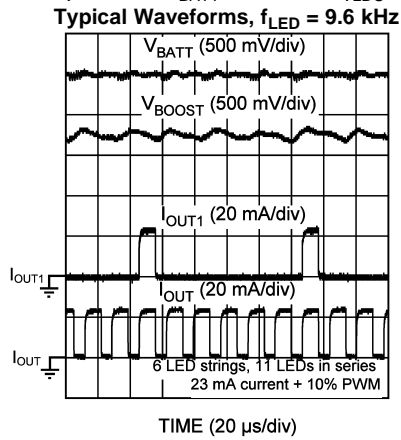 Typical Waveforms, fLED = 9.6 kHz
VBATT (500 mV/div)
VBOOST (500 mV/div)
IOUT1 (20 mA/div)
IOUT1
IOUT (20 mA/div)
IOUT
6 LED strings, 11 LEDs in series
23 mA current + 10% PWM
TIME (20 µs/div)